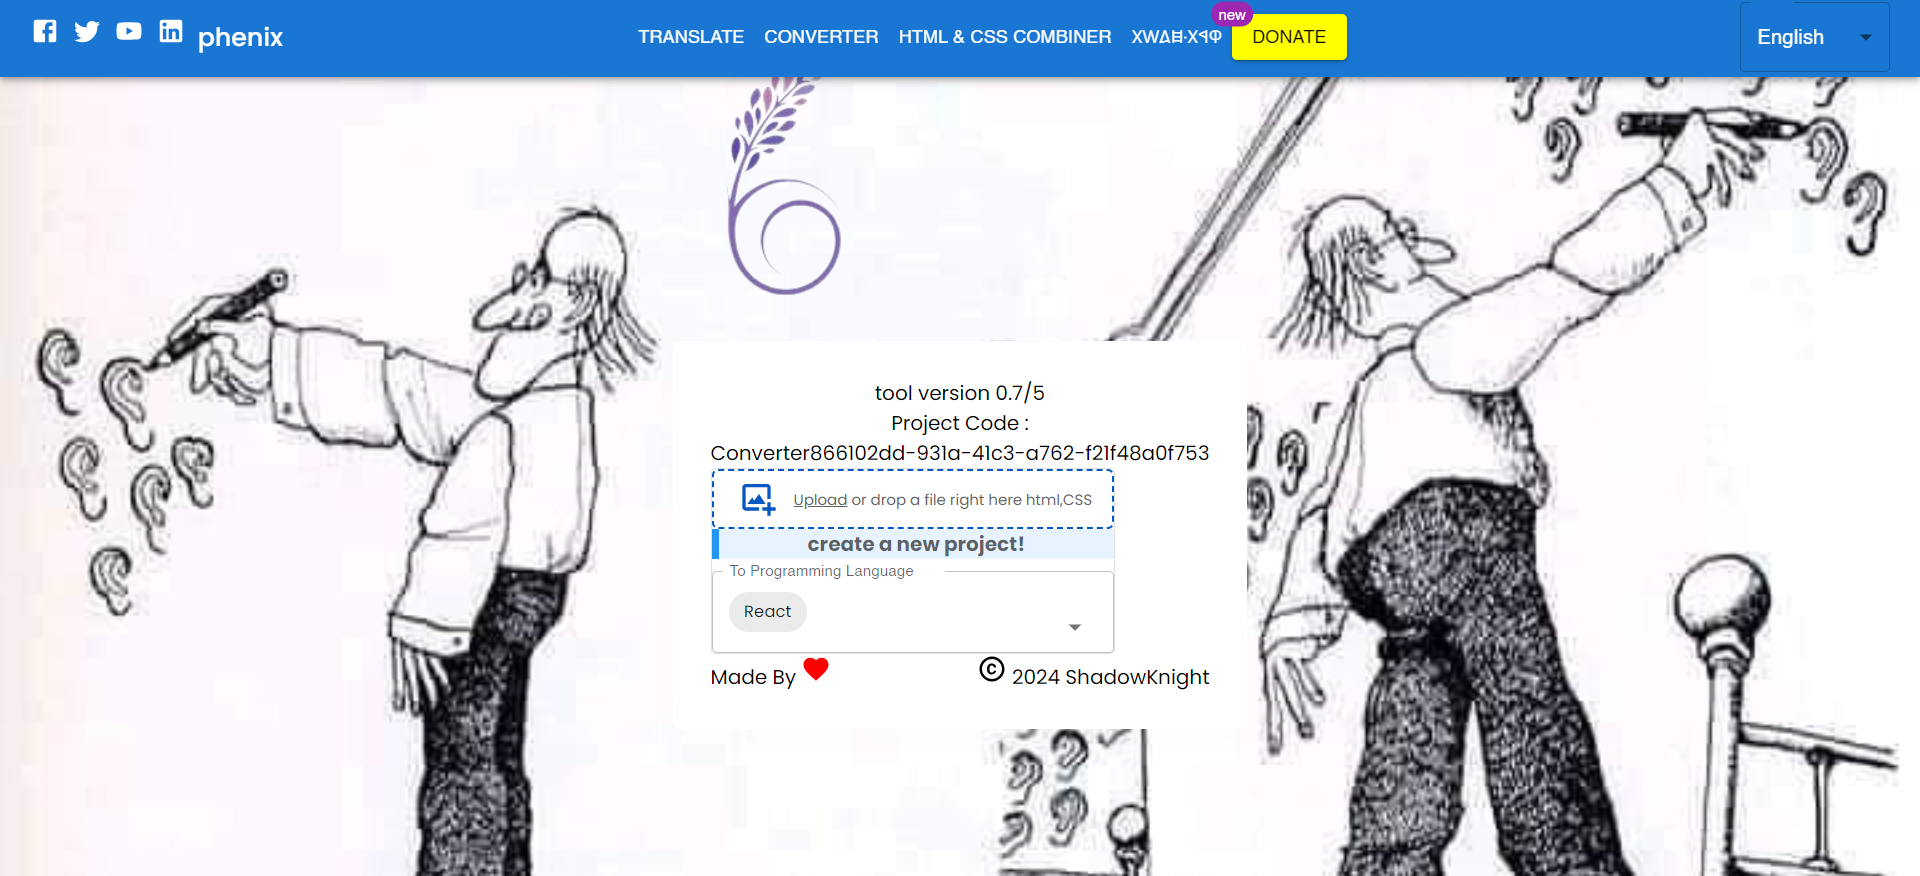 phenix
TRANSLATE
CONVERTER
HTML & CSS COMBINER
new
DONATE
English
tool version 0.7/5
Project Code :
Converter866102dd-931a-41c3-a762-f21f48a0f753
Upload or drop a file right here html,CSS
create a new project!
To Programming Language
React
Made By
© 2024 ShadowKnight